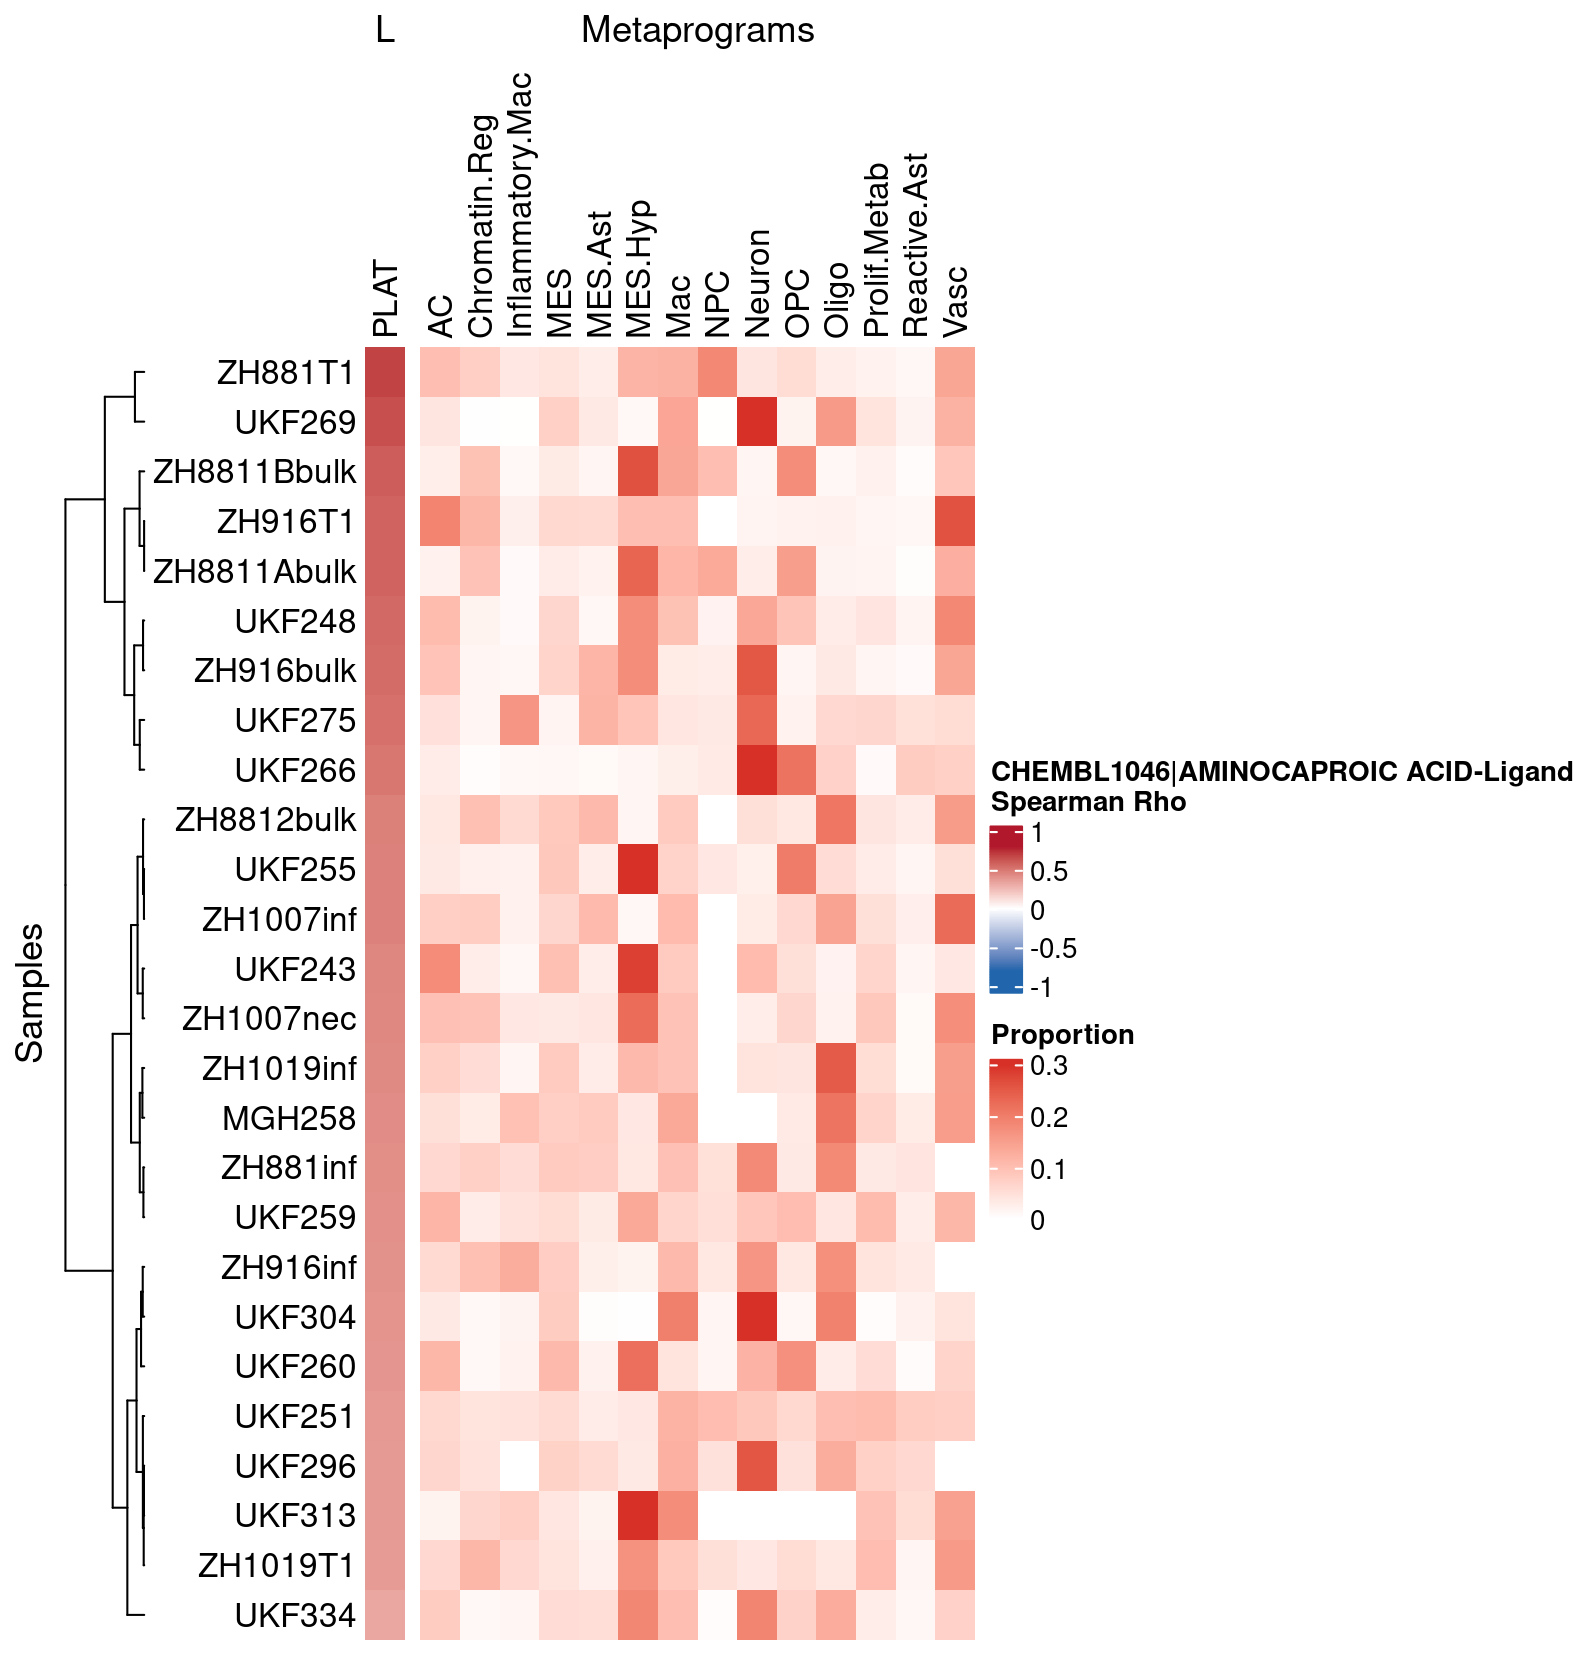 L Metaprograms
PLAT AC Chromatin.Reg Inflammatory.Mac MES MES.Ast MES.Hyp Mac NPC Neuron OPC Oligo Prolif.Metab Reactive.Ast Vasc
Samples
ZH881T1
UKF269
ZH8811Bbulk
ZH916T1
ZH8811Abulk
UKF248
ZH916bulk
UKF275
UKF266
ZH8812bulk
UKF255
ZH1007inf
UKF243
ZH1007nec
ZH1019inf
MGH258
ZH881inf
UKF259
ZH916inf
UKF304
UKF260
UKF251
UKF296
UKF313
ZH1019T1
UKF334
CHEMBL1046|AMINOCAPROIC ACID-Ligand
Spearman Rho
1
0.5
0
-0.5
-1
Proportion
0.3
0.2
0.1
0